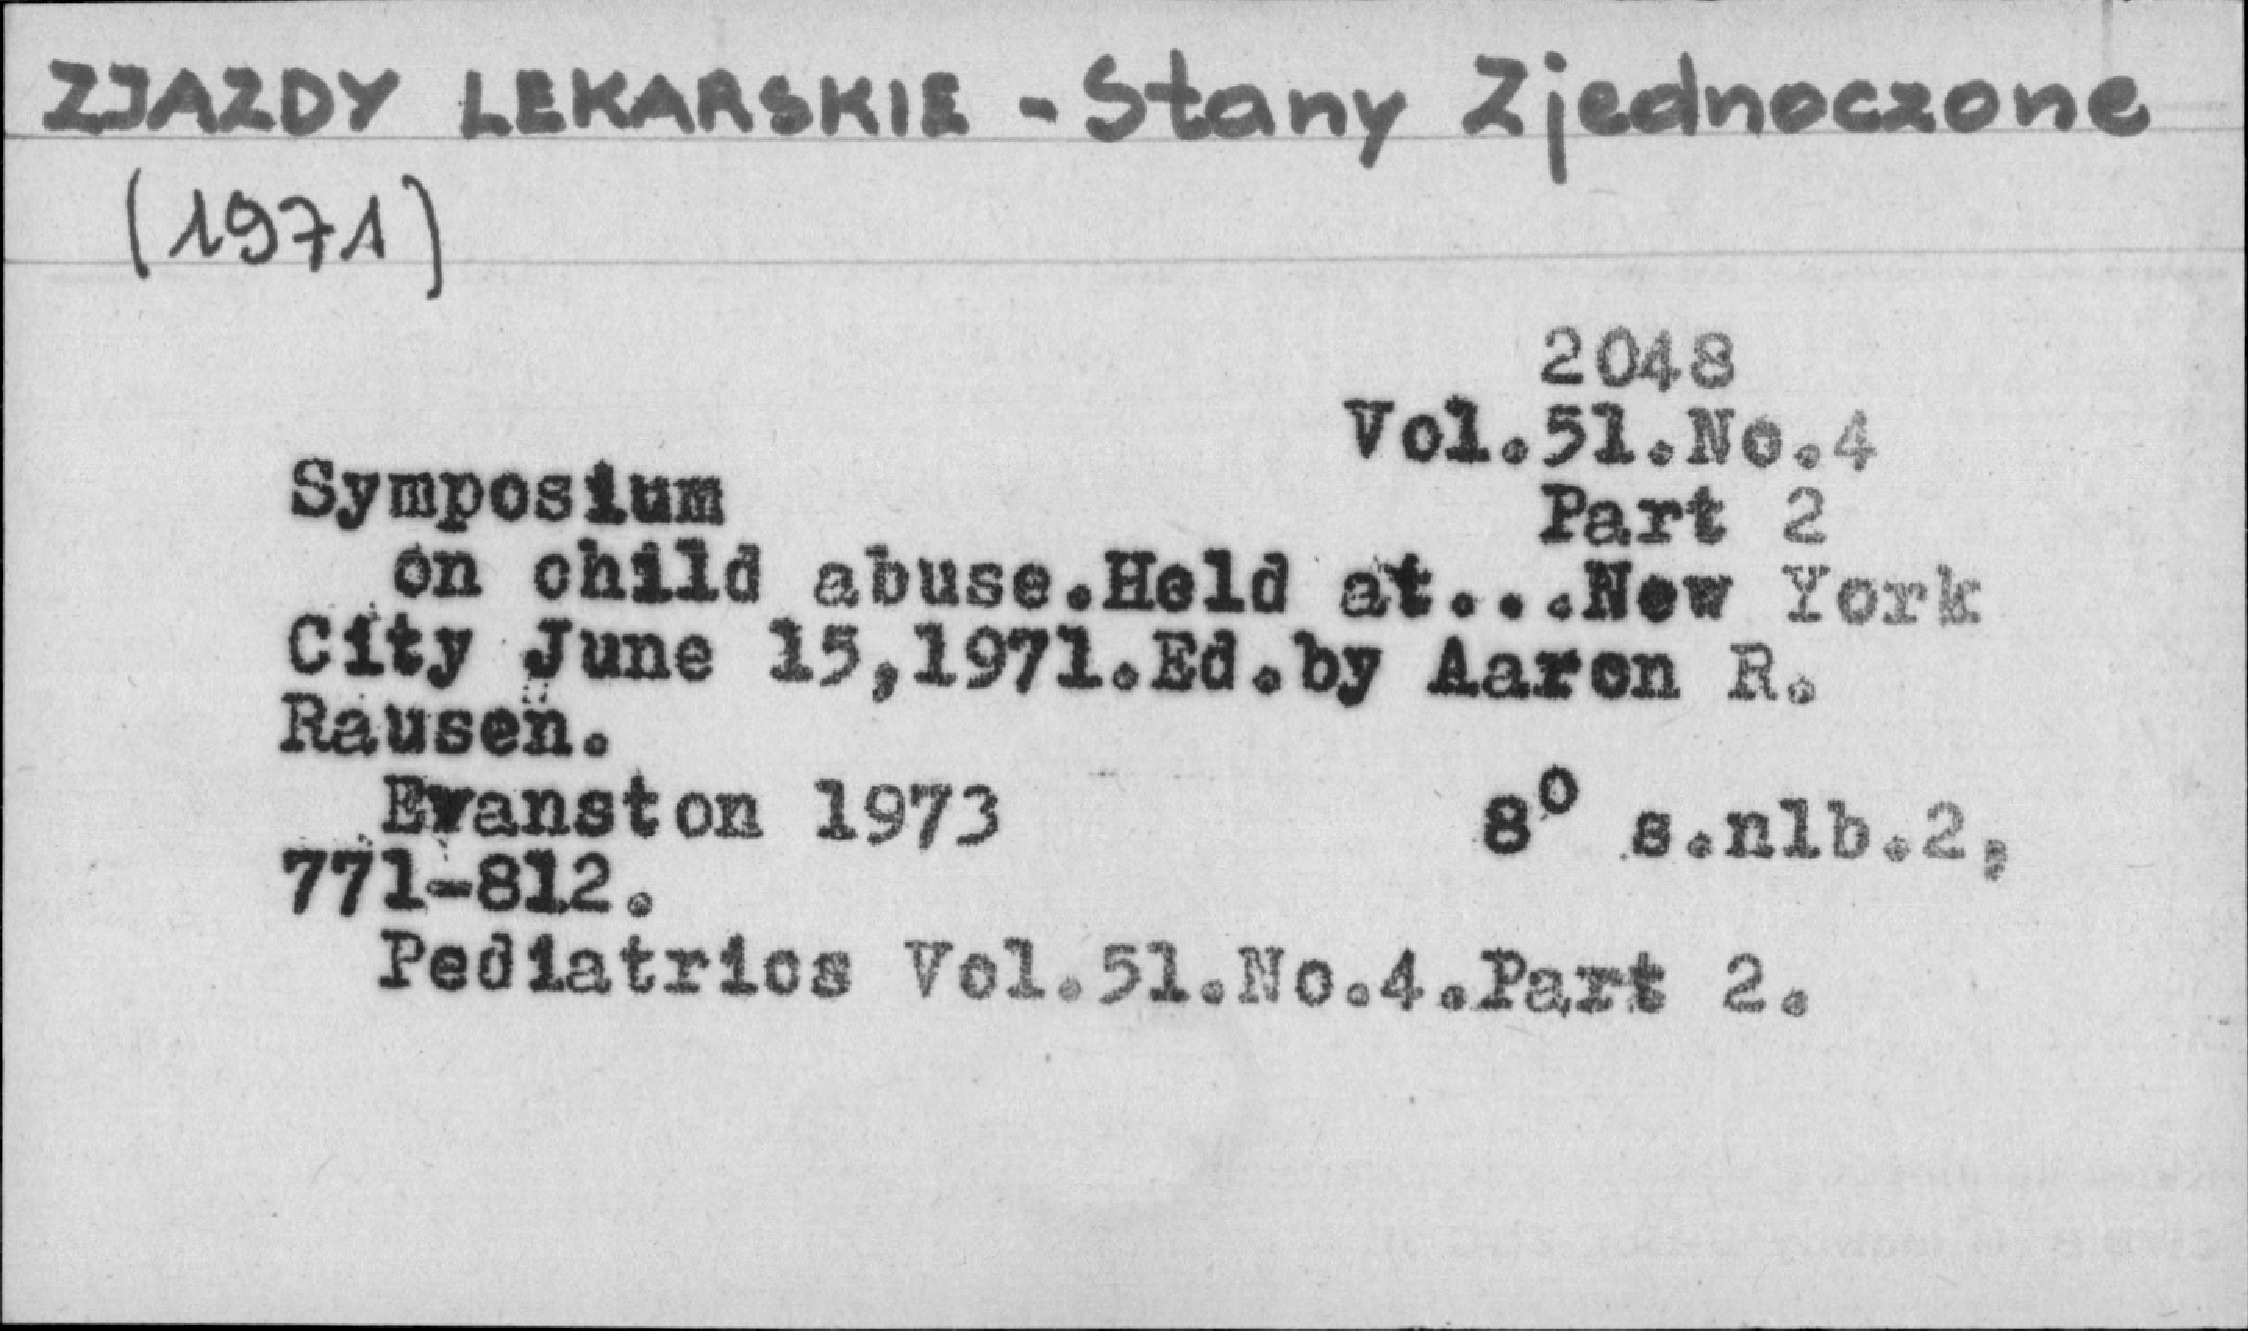 ZJAZDY LEKARSKIE - Stany Zjednoczone
(1971)
2048
Vol.51.No.4
Part 2
Symposium
on child abuse.Held at...New York
City June 15,1971.Ed.by Aaron R.
Rausen.
Evanston 1973 8° s.nlb.2,
771-812.
Pediatrics Vol.51.No.4.Part 2.